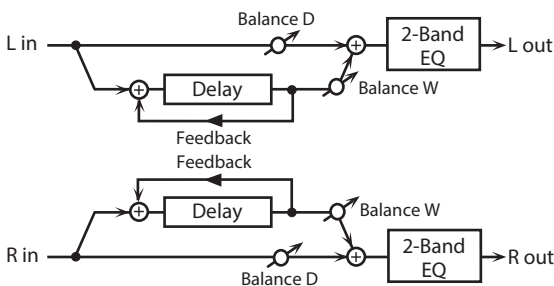 Balance D
L in
2-Band
EQ
L out
Delay
Balance W
Feedback
Feedback
Delay
Balance W
R in
2-Band
EQ
R out
Balance D